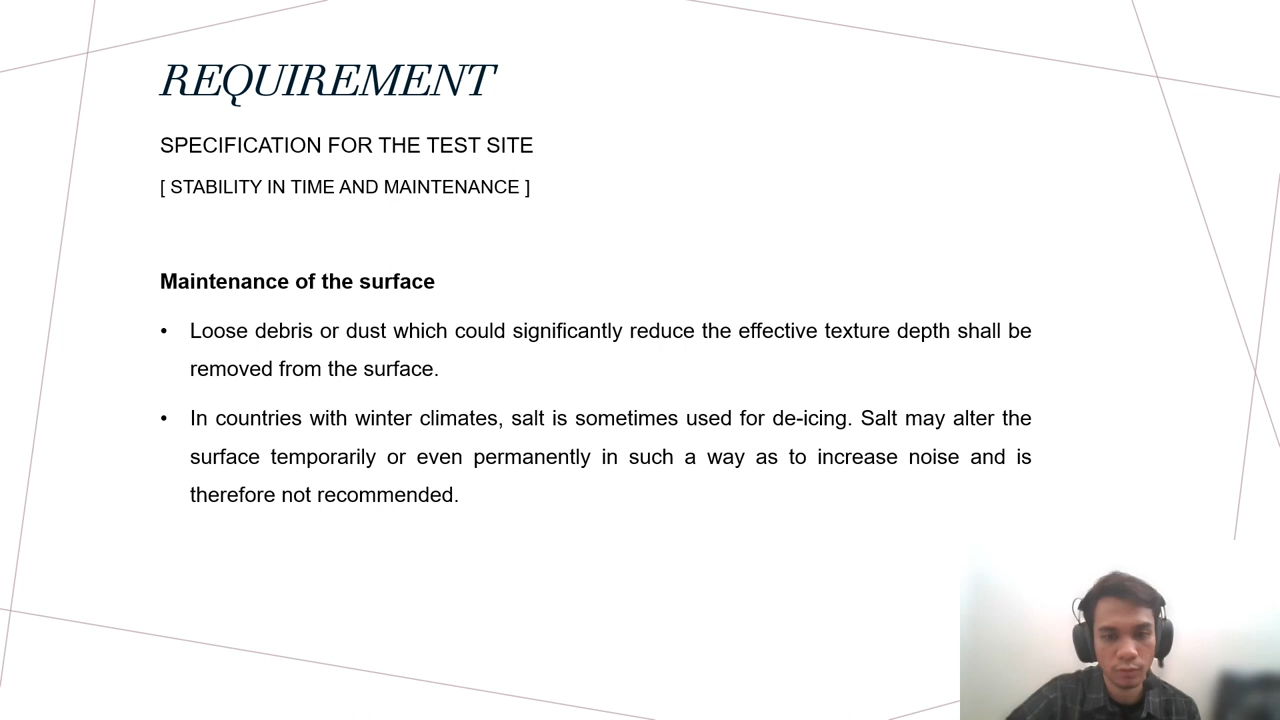 REQUIREMENT
SPECIFICATION FOR THE TEST SITE
[ STABILITY IN TIME AND MAINTENANCE ]
Maintenance of the surface
• Loose debris or dust which could significantly reduce the effective texture depth shall be
removed from the surface.
• In countries with winter climates, salt is sometimes used for de-icing. Salt may alter the
surface temporarily or even permanently in such a way as to increase noise and is
therefore not recommended.